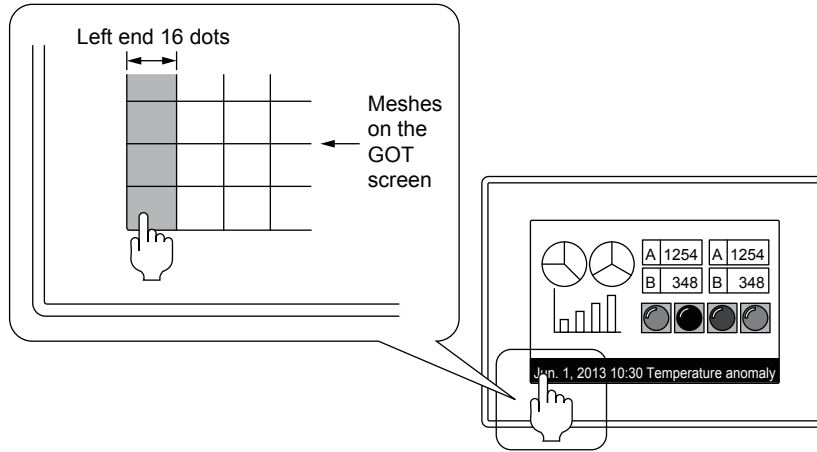 Left end 16 dots
Meshes
on the
GOT
screen
A 1254 A 1254
B 348 B 348
Jun. 1, 2013 10:30 Temperature anomaly